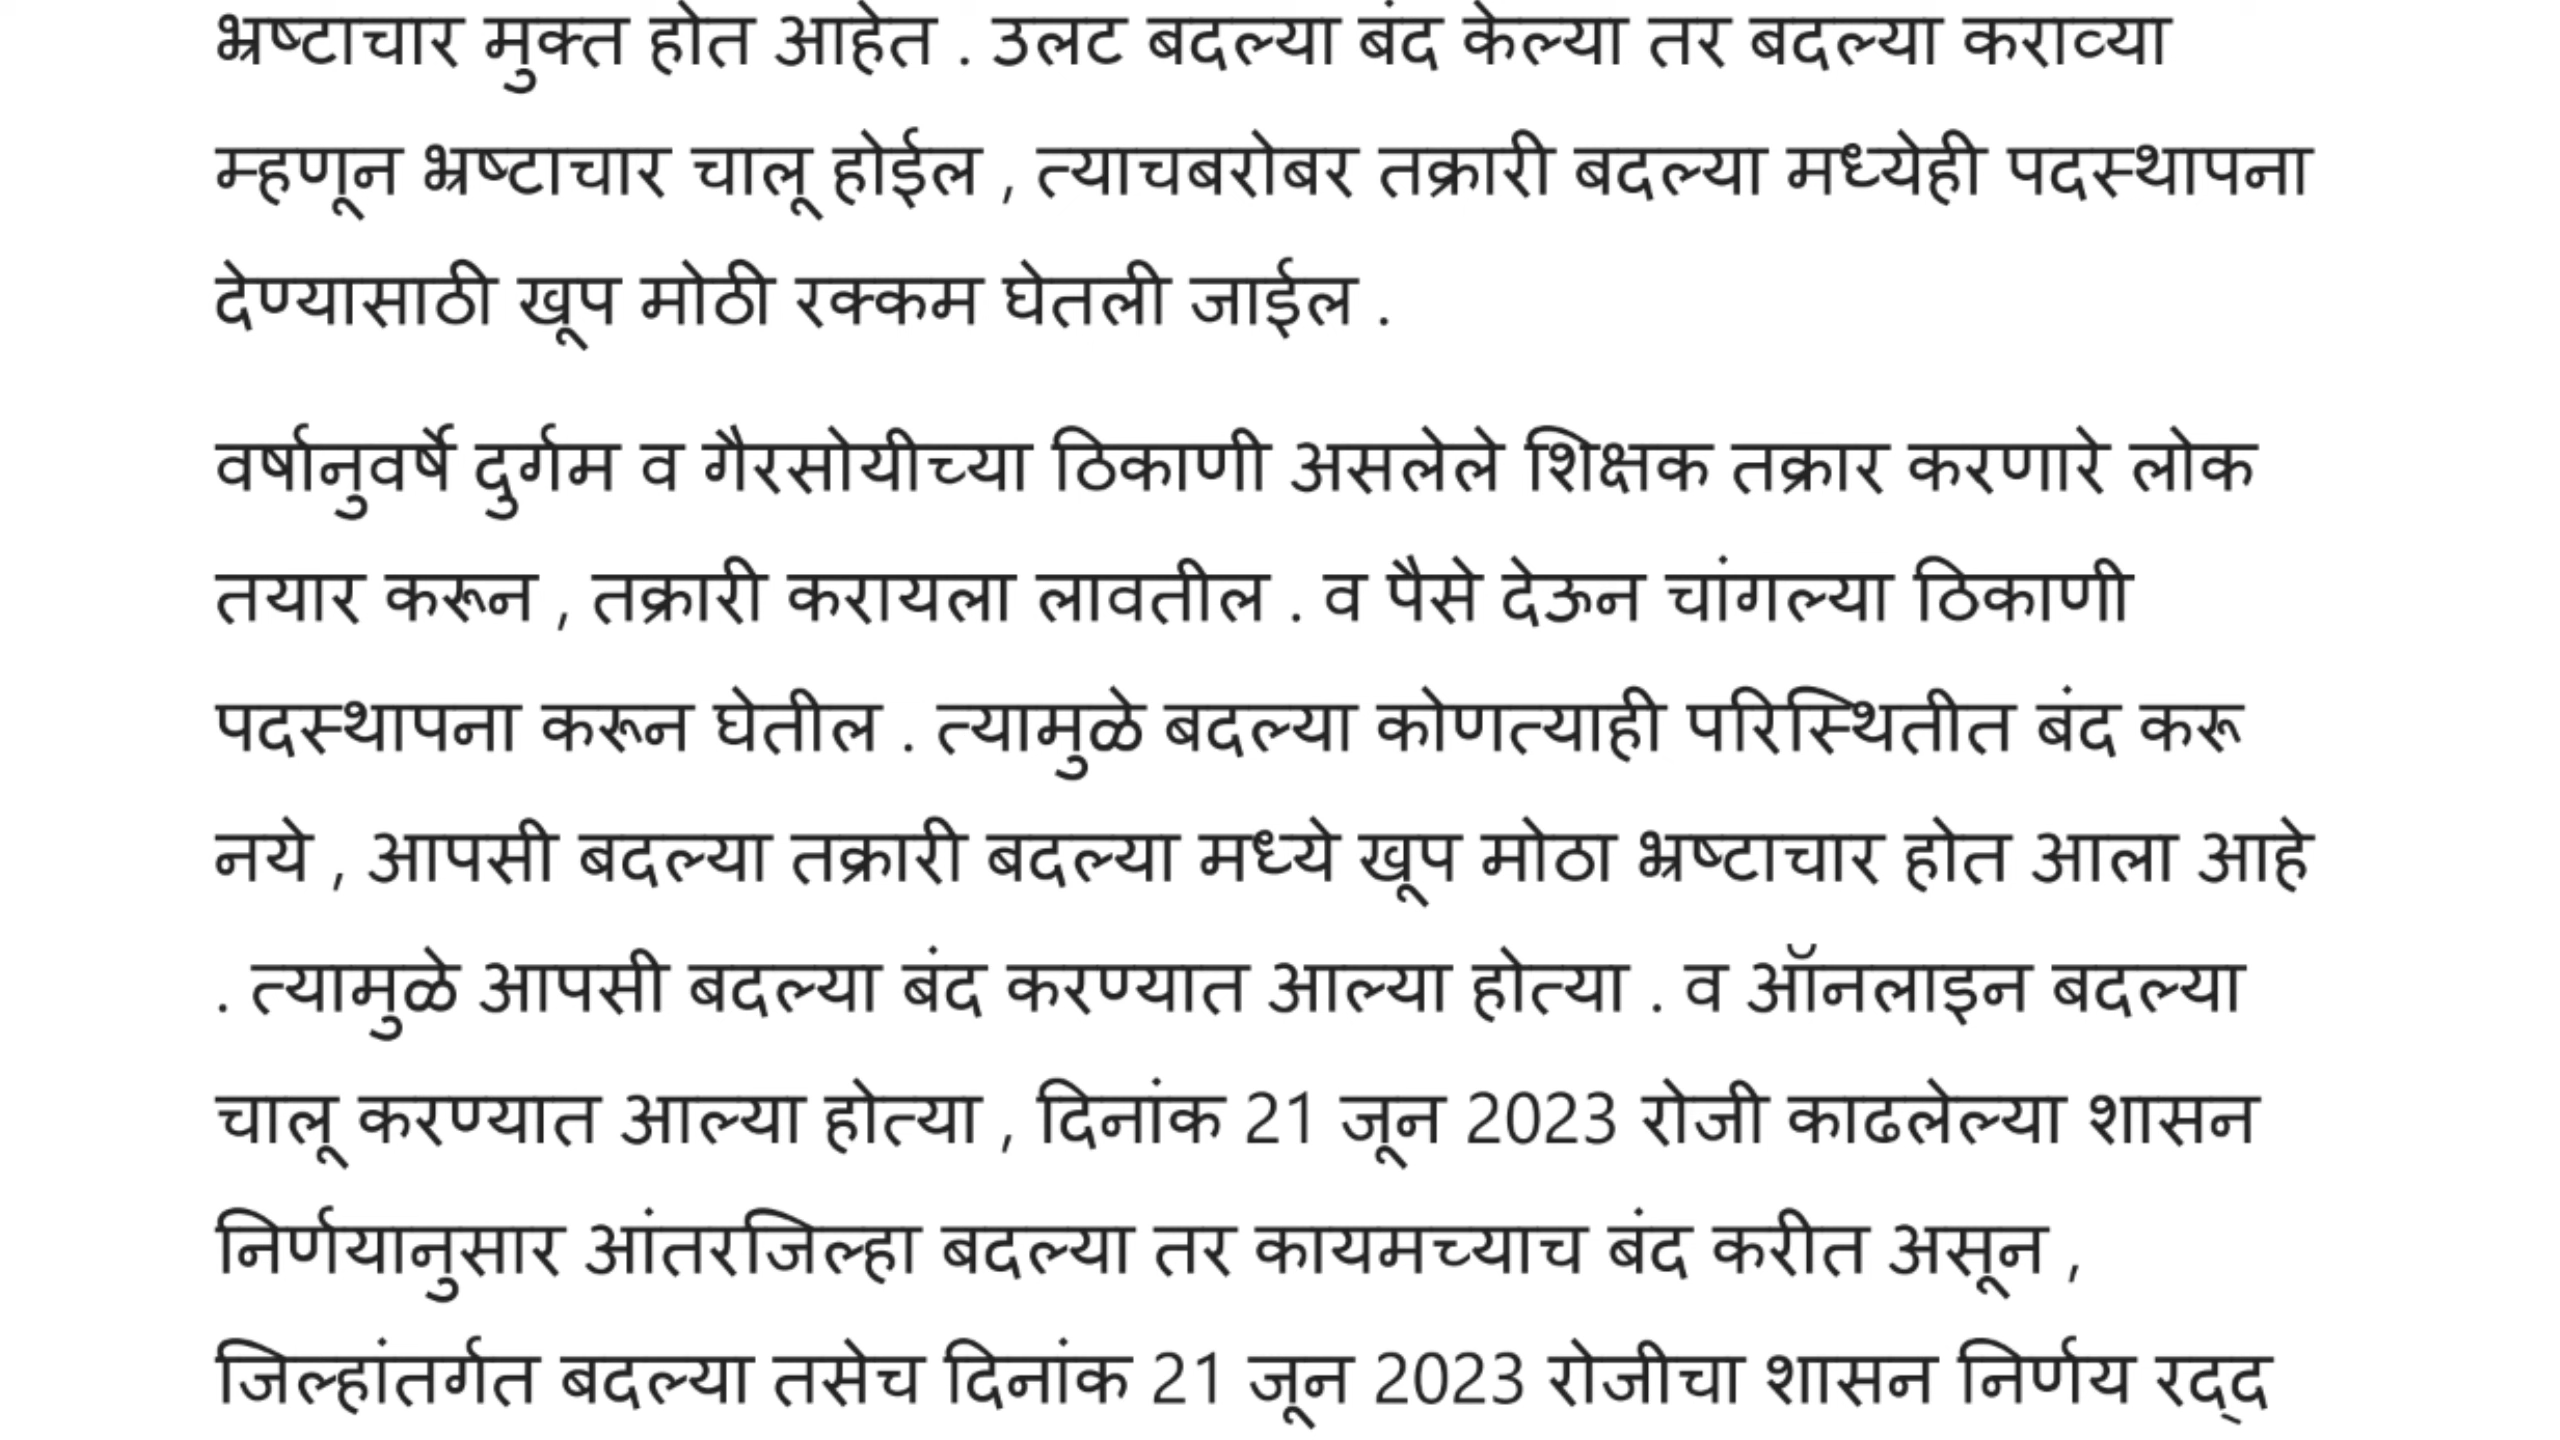 भ्रष्टाचार मुक्त होत आहेत . उलट बदल्या बंद केल्या तर बदल्या कराव्या
म्हणून भ्रष्टाचार चालू होईल , त्याचबरोबर तक्रारी बदल्या मध्येही पदस्थापना
देण्यासाठी खूप मोठी रक्कम घेतली जाईल .
वर्षानुवर्षे दुर्गम व गैरसोयीच्या ठिकाणी असलेले शिक्षक तक्रार करणारे लोक
तयार करून , तक्रारी करायला लावतील . व पैसे देऊन चांगल्या ठिकाणी
पदस्थापना करून घेतील . त्यामुळे बदल्या कोणत्याही परिस्थितीत बंद करू
नये , आपसी बदल्या तक्रारी बदल्या मध्ये खूप मोठा भ्रष्टाचार होत आला आहे
. त्यामुळे आपसी बदल्या बंद करण्यात आल्या होत्या . व ऑनलाइन बदल्या
चालू करण्यात आल्या होत्या , दिनांक 21 जून 2023 रोजी काढलेल्या शासन
निर्णयानुसार आंतरजिल्हा बदल्या तर कायमच्याच बंद करीत असून ,
जिल्हांतर्गत बदल्या तसेच दिनांक 21 जून 2023 रोजीचा शासन निर्णय रद्द